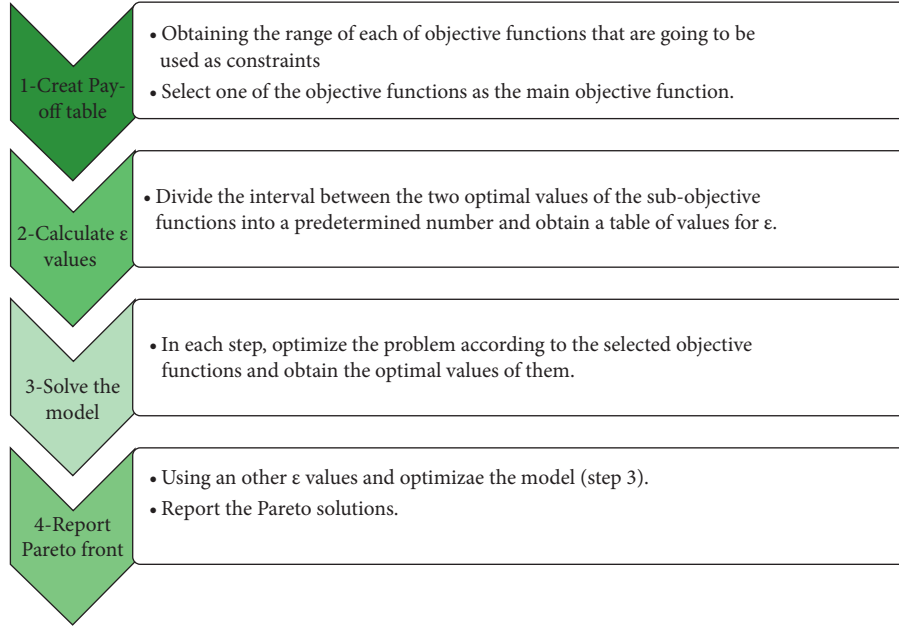 1-Creat Pay-
off table
• Obtaining the range of each of objective functions that are going to be
used as constraints
• Select one of the objective functions as the main objective function.
2-Calculate ε
values
• Divide the interval between the two optimal values of the sub-objective
functions into a predetermined number and obtain a table of values for ε.
3-Solve the
model
• In each step, optimize the problem according to the selected objective
functions and obtain the optimal values of them.
4-Report
Pareto front
• Using an other ε values and optimizae the model (step 3).
• Report the Pareto solutions.